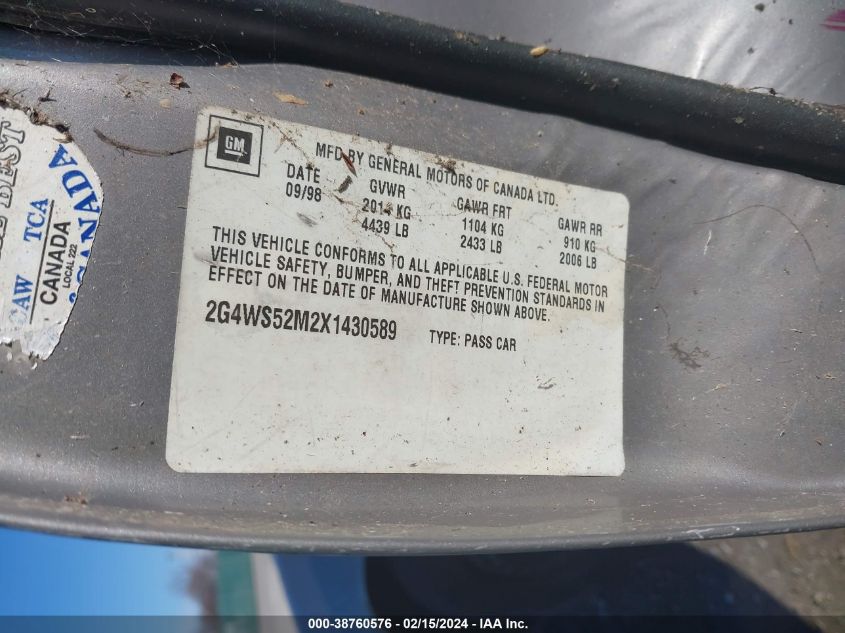 GM
MFD BY GENERAL MOTORS OF CANADA LTD.
DATE GVWR GAWR FRT GAWR RR
09/98 2014 KG 1104 KG 910 KG
4439 LB 2433 LB 2006 LB
THIS VEHICLE CONFORMS TO ALL APPLICABLE U.S. FEDERAL MOTOR
VEHICLE SAFETY, BUMPER, AND THEFT PREVENTION STANDARDS IN
EFFECT ON THE DATE OF MANUFACTURE SHOWN ABOVE.
2G4WS52M2X1430589 TYPE: PASS CAR
BEST
CAW TCA
CANADA
LOCAL 222
CANADA
000-38760576 - 02/15/2024 - IAA Inc.